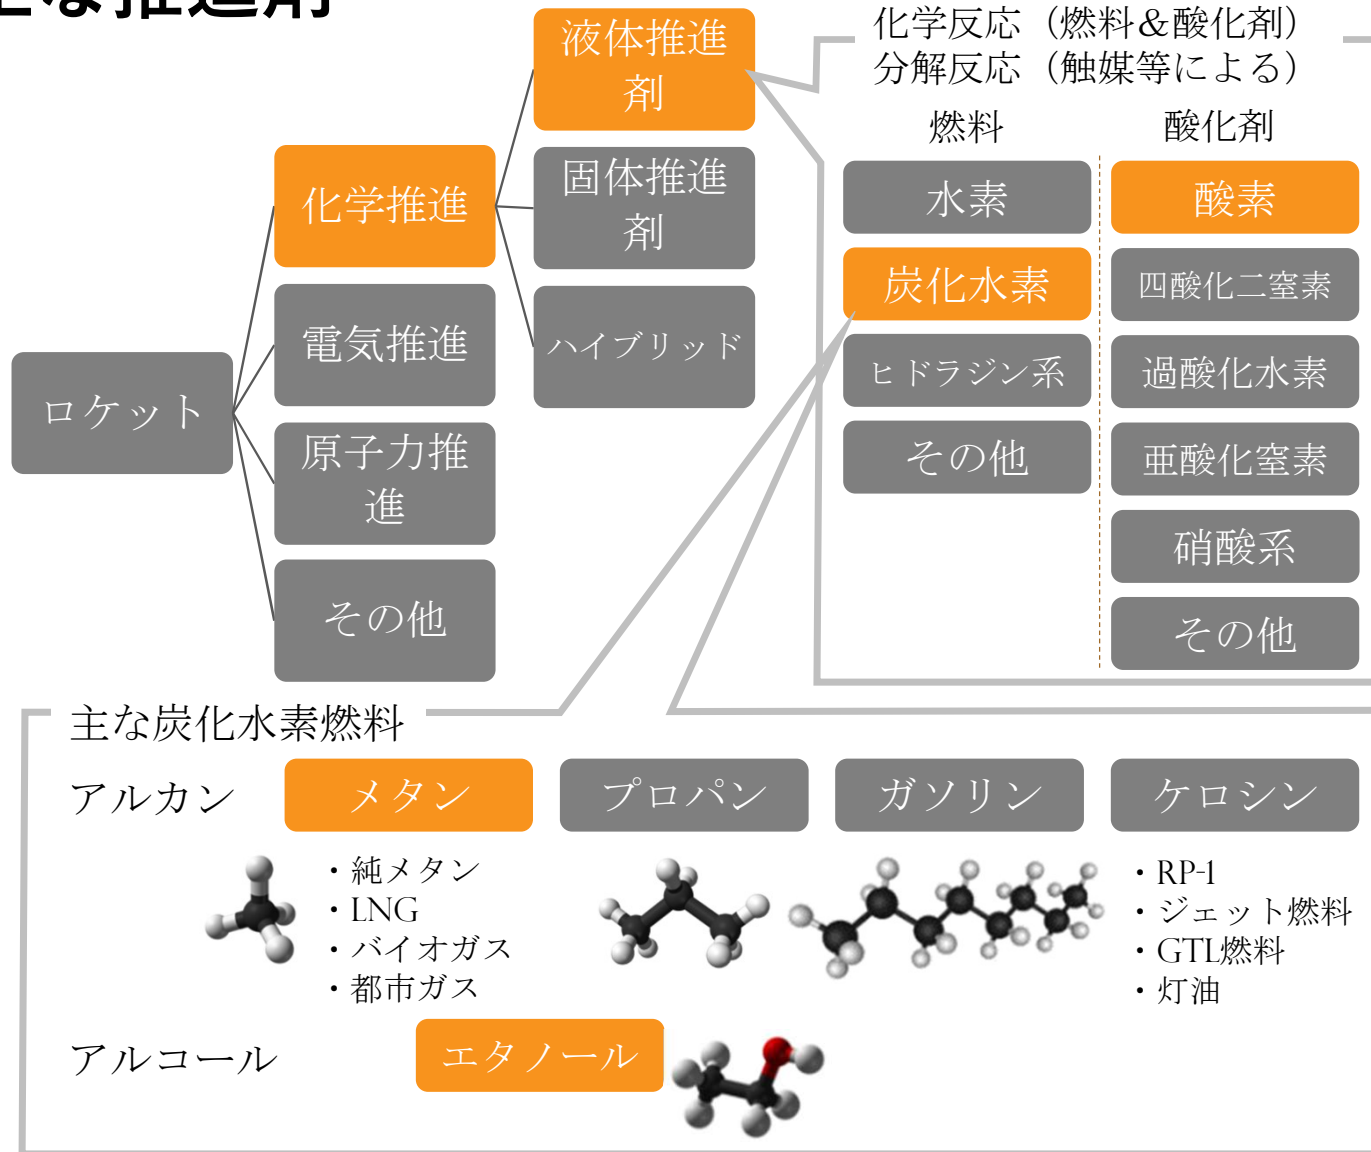 主な推進剤
ロケット
化学推進
電気推進
原子力推
進
その他
液体推進
剤
固体推進
剤
ハイブリッド
化学反応（燃料＆酸化剤）
分解反応（触媒等による）
燃料
水素
炭化水素
ヒドラジン系
その他
酸化剤
酸素
四酸化二窒素
過酸化水素
亜酸化窒素
硝酸系
その他
主な炭化水素燃料
アルカン
メタン
・純メタン
・LNG
・バイオガス
・都市ガス
プロパン
ガソリン
ケロシン
・RP-1
・ジェット燃料
・GTL燃料
・灯油
アルコール
エタノール